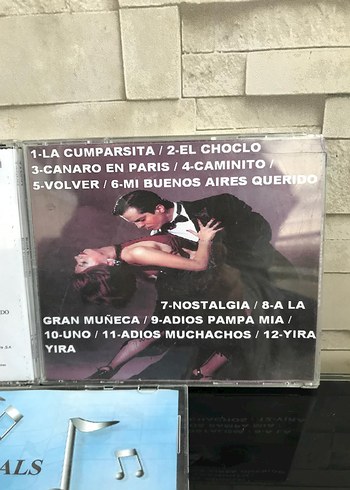 1-LA CUMPARSITA / 2-EL CHOCLO
3-CANARO EN PARIS / 4-CAMINITO /
5-VOLVER / 6-MI BUENOS AIRES QUERIDO
7-NOSTALGIA / 8-A LA
GRAN MUÑECA / 9-ADIOS PAMPA MIA /
10-UNO / 11-ADIOS MUCHACHOS / 12-YIRA
YIRA
ALS